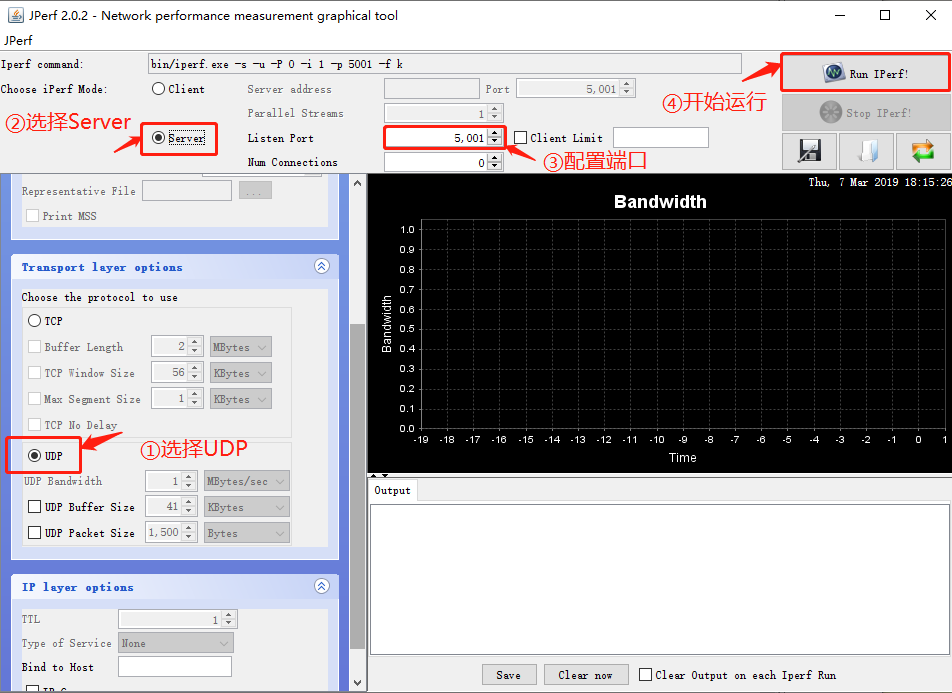 JPerf 2.0.2 - Network performance measurement graphical tool
JPerf
Iperf command:
bin/iperf.exe -s -u -P 0 -i 1 -p 5001 -f k
④开始运行
Run IPerf!
Choose iPerf Mode:
Client
Server address
Port
5,001
Stop IPerf!
②选择Server
Parallel Streams
1
Server
Listen Port
5,001
Client Limit
Num Connections
0
③配置端口
Representative File
...
Print MSS
Transport layer options
Choose the protocol to use
TCP
Buffer Length
2
MBytes
TCP Window Size
56
KBytes
Max Segment Size
1
KBytes
TCP No Delay
①选择UDP
UDP
UDP Bandwidth
1
MBytes/sec
UDP Buffer Size
41
KBytes
UDP Packet Size
1,500
Bytes
IP layer options
TTL
1
Type of Service
None
Bind to Host
Thu, 7 Mar 2019 18:15:26
Bandwidth
Bandwidth
1.0
0.9
0.8
0.7
0.6
0.5
0.4
0.3
0.2
0.1
0.0
-19 -18 -17 -16 -15 -14 -13 -12 -11 -10 -9 -8 -7 -6 -5 -4 -3 -2 -1 0 1
Time
Output
Save
Clear now
Clear Output on each Iperf Run